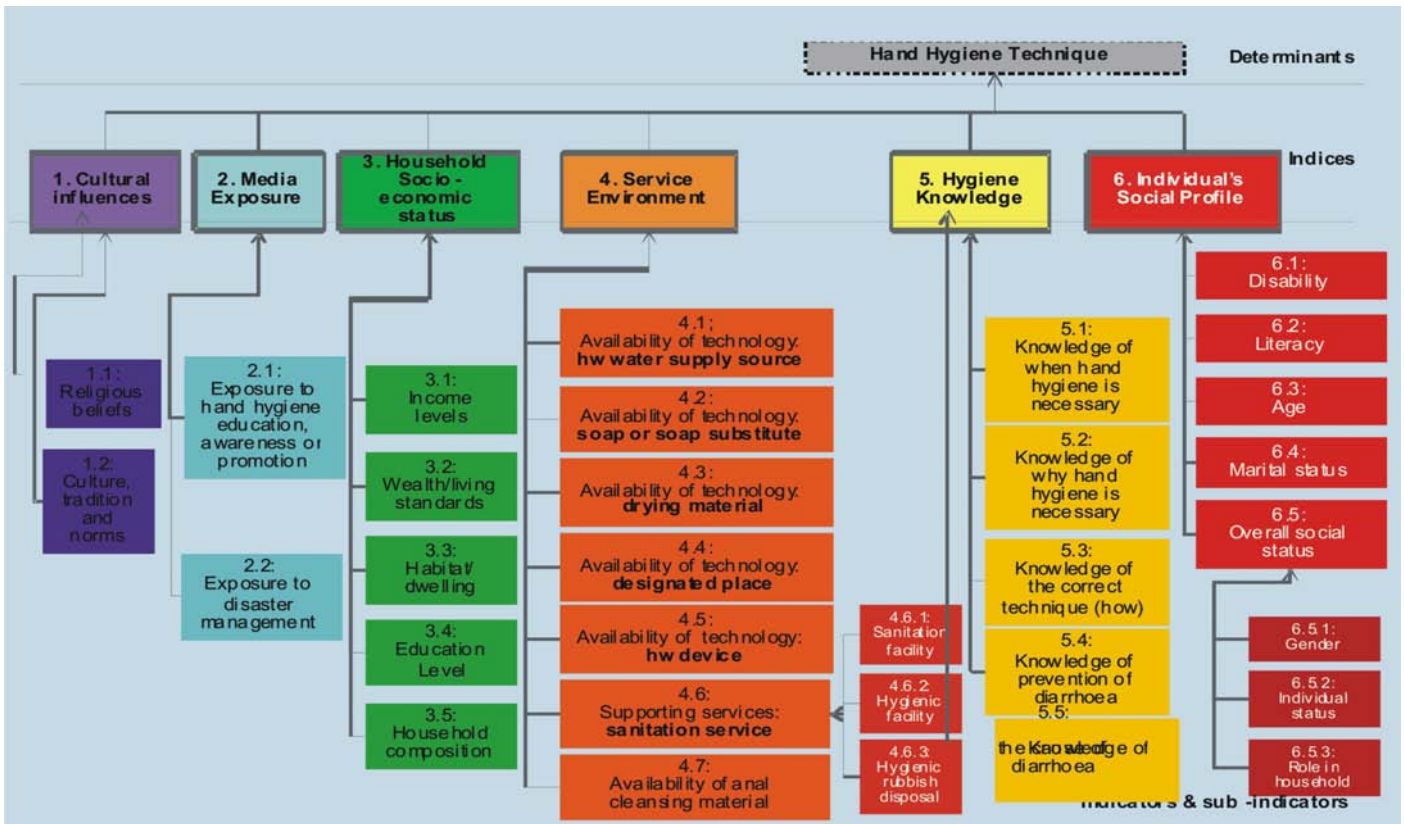 Hand Hygiene Technique
Determinants
Indices
1. Cultural
influences
2. Media
Exposure
3. Household
Socio -
economic
status
4. Service
Environment
5. Hygiene
Knowledge
6. Individual's
Social Profile
1.1:
Religious
beliefs
1.2:
Culture,
tradition
and
norms
2.1:
Exposure to
hand hygiene
education,
awareness or
promotion
2.2:
Exposure to
disaster
management
3.1:
Income
levels
3.2:
Wealth/living
standards
3.3:
Habitat/
dwelling
3.4:
Education
Level
3.5:
Household
composition
4.1;
Availability of technology:
hw water supply source
4.2:
Availability of technology:
soap or soap substitute
4.3:
Availability of technology:
drying material
4.4:
Availability of technology:
designated place
4.5:
Availability of technology:
hw device
4.6:
Supporting services:
sanitation service
4.7:
Availability of anal
cleansing material
4.6.1:
Sanitation
facility
4.6.2:
Hygienic
facility
4.6.3:
Hygienic
rubbish
disposal
5.1:
Knowledge of
when hand
hygiene is
necessary
5.2:
Knowledge of
why hand
hygiene is
necessary
5.3:
Knowledge of
the correct
technique (how)
5.4:
Knowledge of
prevention of
diarrhoea
5.5:
Knowledge of
the cause of
diarrhoea
6.1:
Disability
6.2:
Literacy
6.3:
Age
6.4:
Marital status
6.5:
Overall social
status
6.5.1:
Gender
6.5.2:
Individual
status
6.5.3:
Role in
household
Indicators & sub -indicators